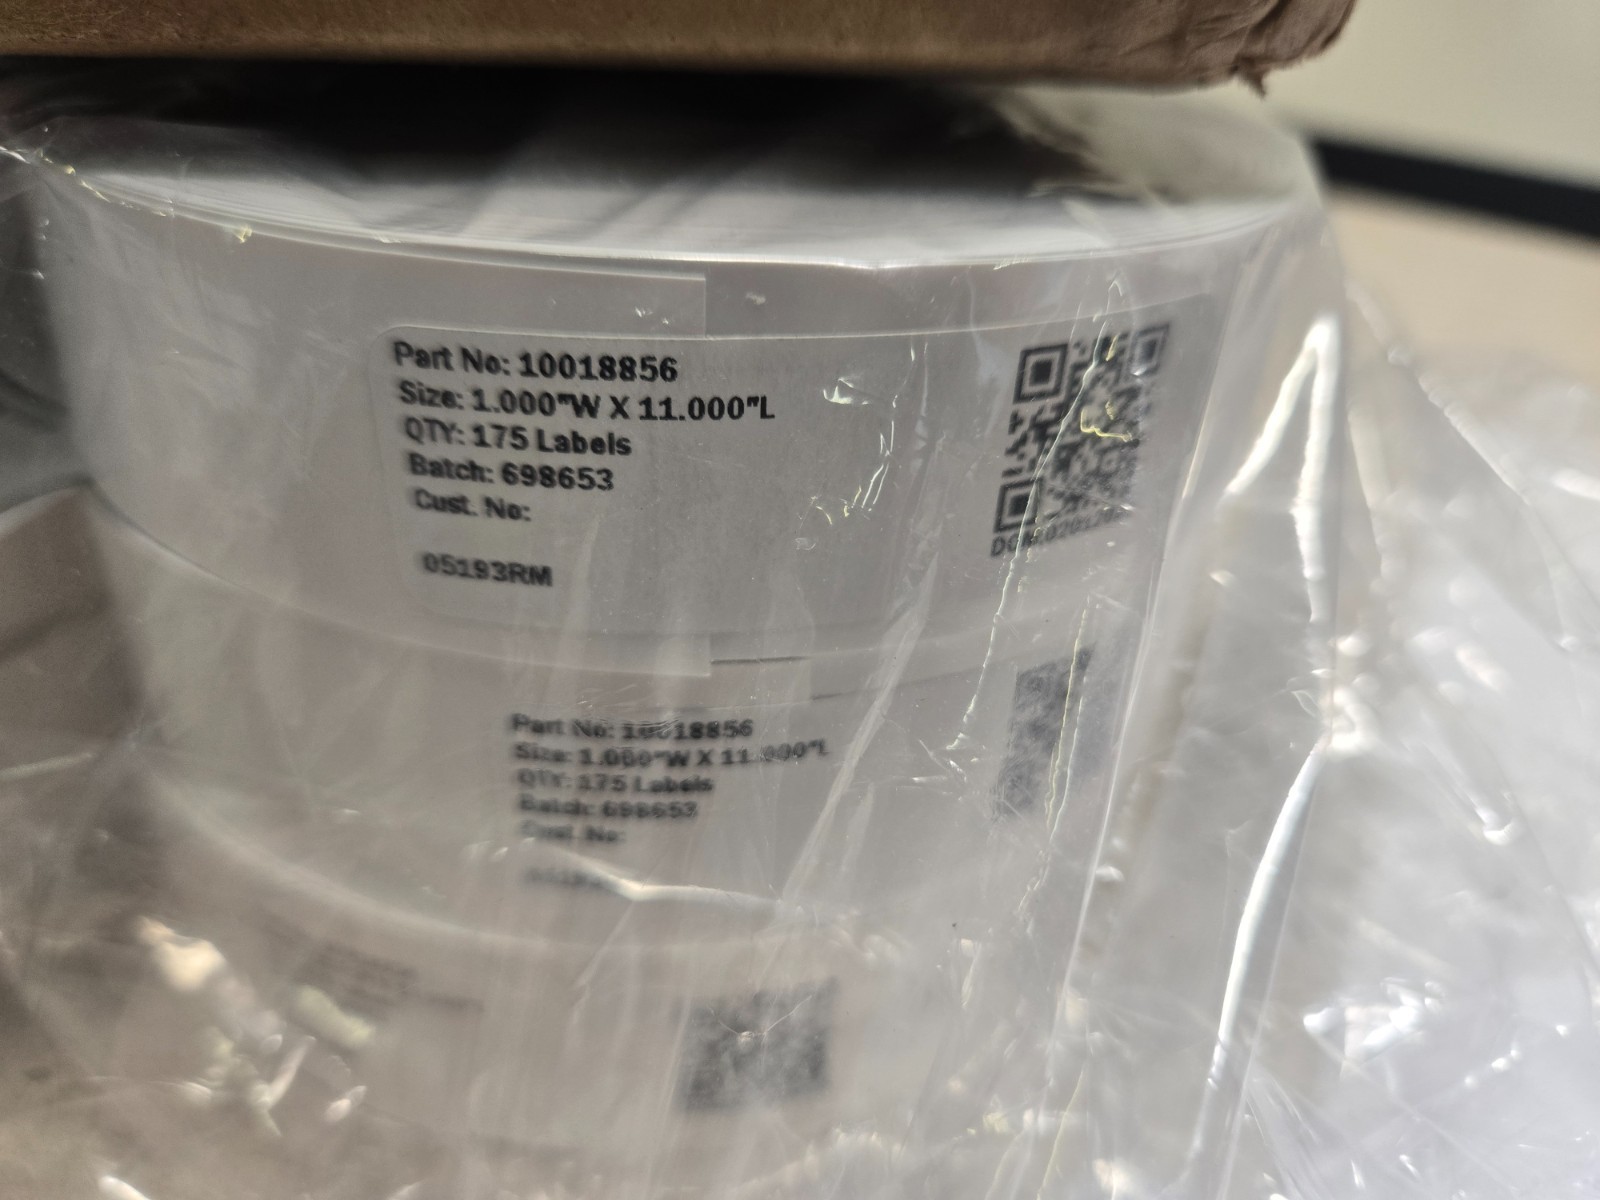 Part No: 10018856
Size: 1.000"W X 11.000"L
QTY: 175 Labels
Batch: 698653
Cust. No:
05193RM
Part No: 10018856
Size: 1.000"W X 11.000"L
QTY: 175 Labels
Batch: 698653
Cust. No: